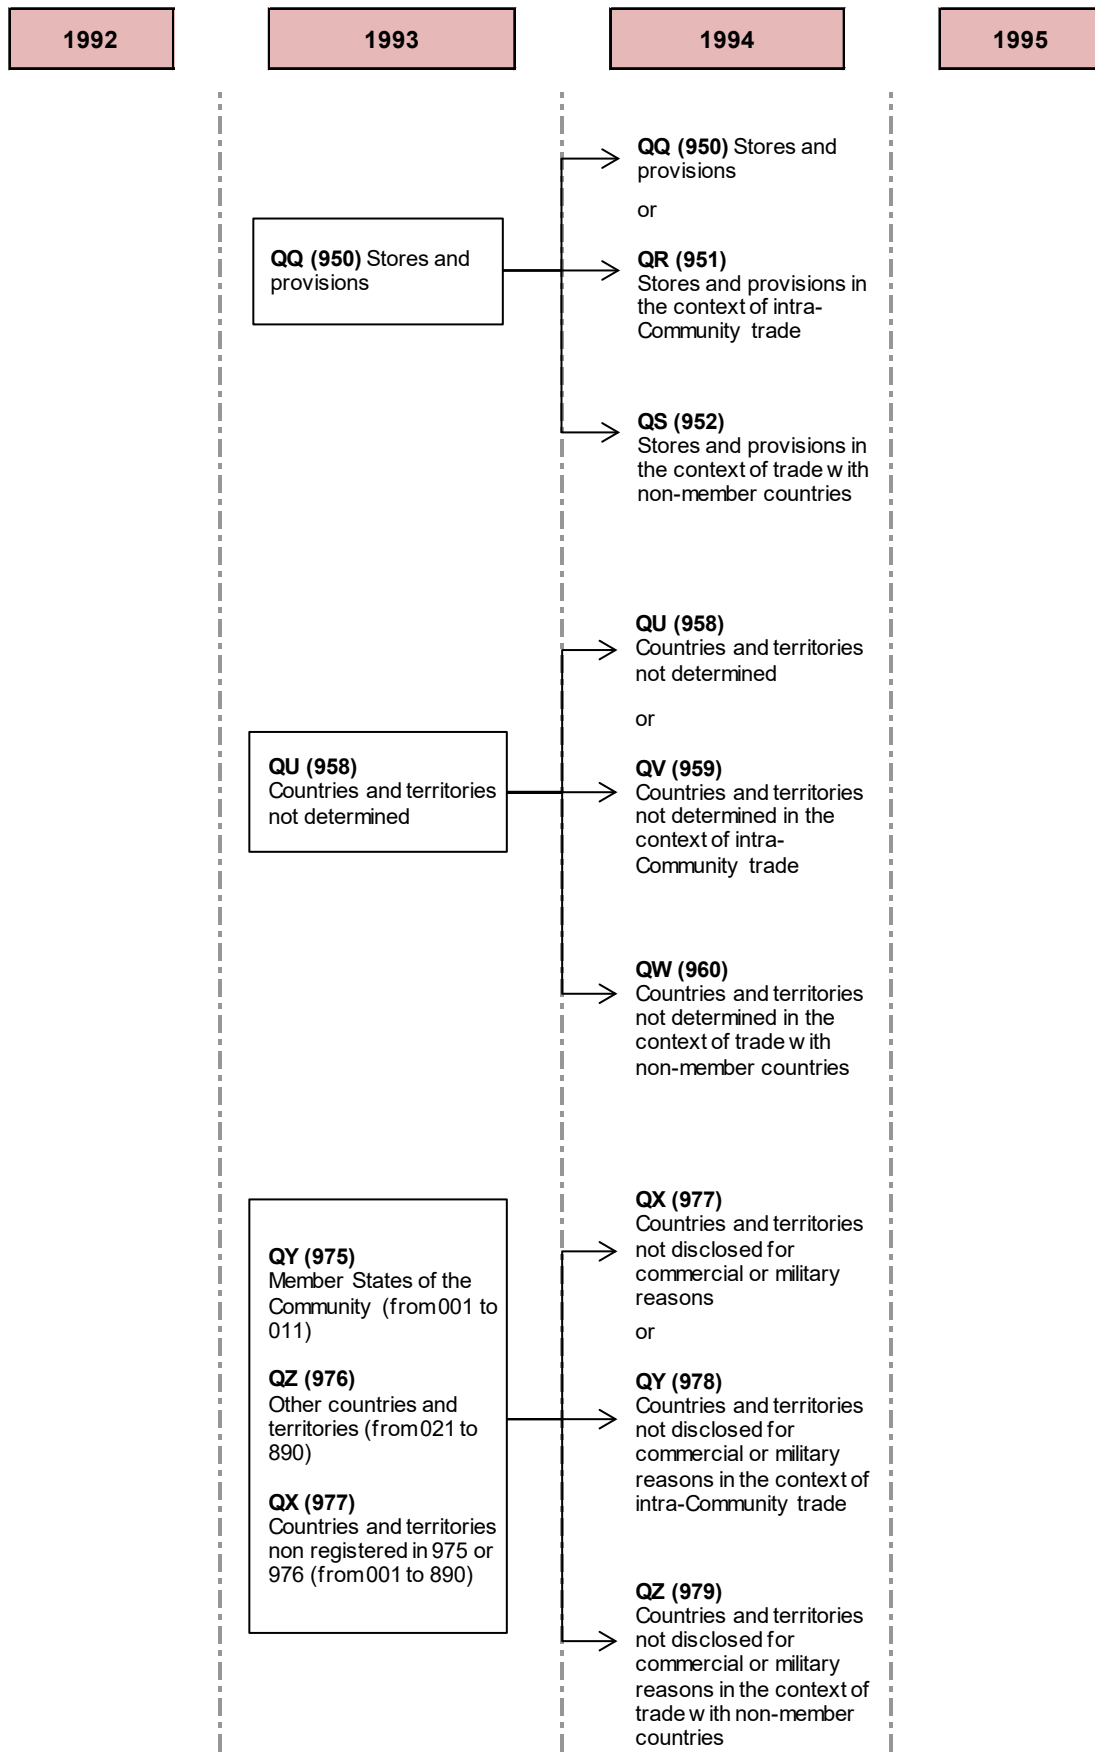 1992
1993
1994
1995
QQ (950) Stores and
provisions
QQ (950) Stores and
provisions
or
QR (951)
Stores and provisions in
the context of intra-
Community trade
QS (952)
Stores and provisions in
the context of trade with
non-member countries
QU (958)
Countries and territories
not determined
QU (958)
Countries and territories
not determined
or
QV (959)
Countries and territories
not determined in the
context of intra-
Community trade
QW (960)
Countries and territories
not determined in the
context of trade with
non-member countries
QY (975)
Member States of the
Community (from 001 to
011)
QZ (976)
Other countries and
territories (from 021 to
890)
QX (977)
Countries and territories
non registered in 975 or
976 (from 001 to 890)
QX (977)
Countries and territories
not disclosed for
commercial or military
reasons
or
QY (978)
Countries and territories
not disclosed for
commercial or military
reasons in the context of
intra-Community trade
QZ (979)
Countries and territories
not disclosed for
commercial or military
reasons in the context of
trade with non-member
countries